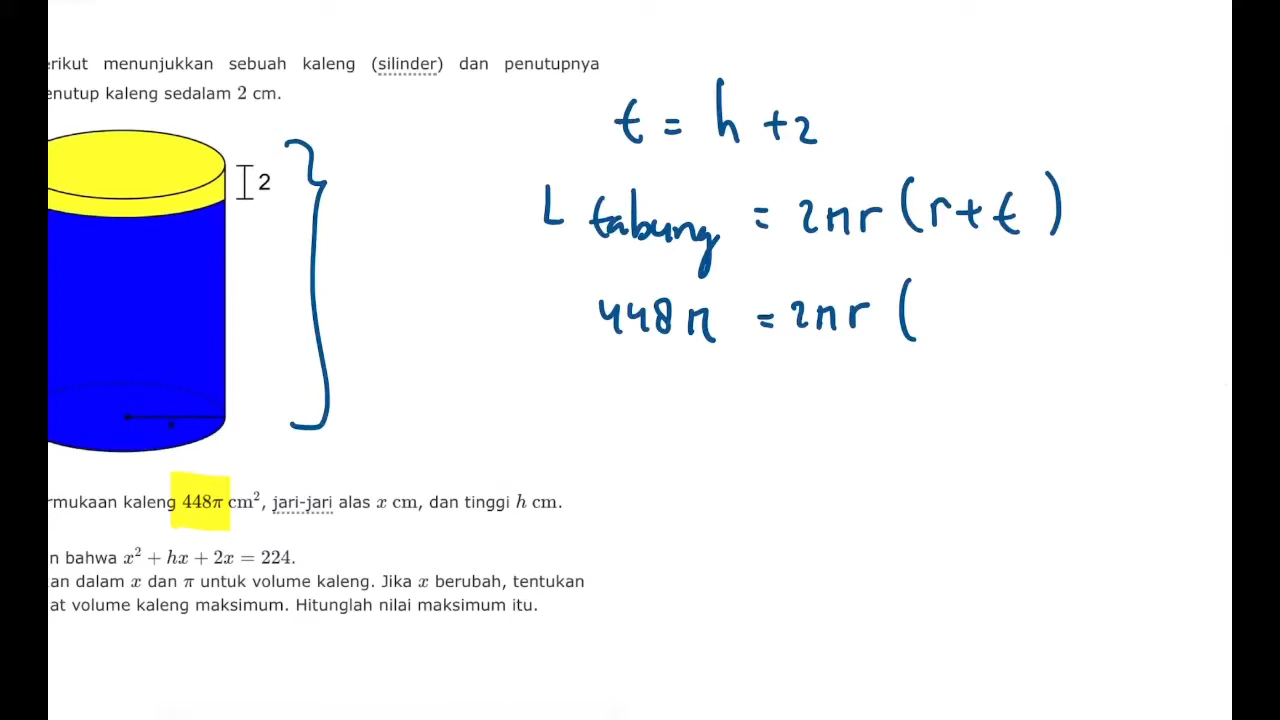 erikut menunjukkan sebuah kaleng (silinder) dan penutupnya
enutup kaleng sedalam 2 cm.
2
rmukaan kaleng 448π cm², jari-jari alas x cm, dan tinggi h cm.
n bahwa x² + hx + 2x = 224.
an dalam x dan π untuk volume kaleng. Jika x berubah, tentukan
at volume kaleng maksimum. Hitunglah nilai maksimum itu.
t = h + 2
L tabung = 2πr (r + t)
448π = 2πr (